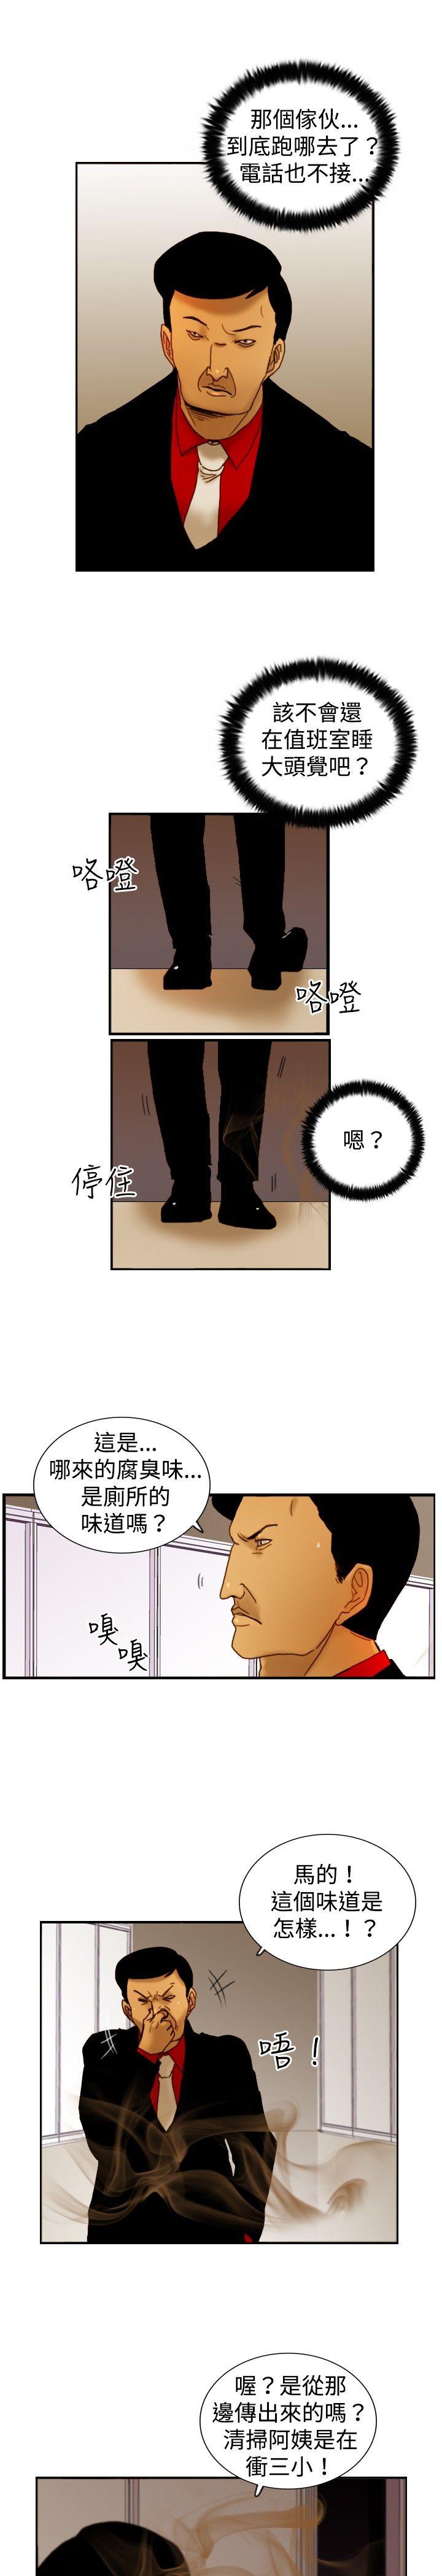 那個傢伙...
到底跑哪去了？
電話也不接...
該不會還
在值班室睡
大頭覺吧？
咯噔
咯噔
嗯？
停住
這是...
哪來的腐臭味...
是廁所的
味道嗎？
嗅
嗅
馬的！
這個味道是
怎樣...！？
唔！
喔？是從那
邊傳出來的嗎？
清掃阿姨是在
衝三小！